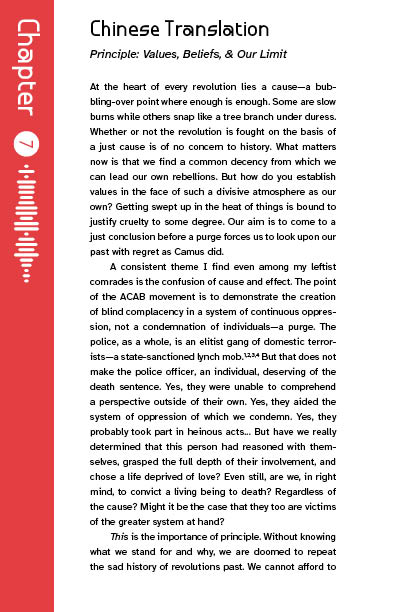 Chapter 7
Chinese Translation
Principle: Values, Beliefs, & Our Limit
At the heart of every revolution lies a cause—a bub-
bling-over point where enough is enough. Some are slow
burns while others snap like a tree branch under duress.
Whether or not the revolution is fought on the basis of
a just cause is of no concern to history. What matters
now is that we find a common decency from which we
can lead our own rebellions. But how do you establish
values in the face of such a divisive atmosphere as our
own? Getting swept up in the heat of things is bound to
justify cruelty to some degree. Our aim is to come to a
just conclusion before a purge forces us to look upon our
past with regret as Camus did.
A consistent theme I find even among my leftist
comrades is the confusion of cause and effect. The point
of the ACAB movement is to demonstrate the creation
of blind complacency in a system of continuous oppres-
sion, not a condemnation of individuals—a purge. The
police, as a whole, is an elitist gang of domestic terror-
ists—a state-sanctioned lynch mob.¹,²,³,⁴ But that does not
make the police officer, an individual, deserving of the
death sentence. Yes, they were unable to comprehend
a perspective outside of their own. Yes, they aided the
system of oppression of which we condemn. Yes, they
probably took part in heinous acts... But have we really
determined that this person had reasoned with them-
selves, grasped the full depth of their involvement, and
chose a life deprived of love? Even still, are we, in right
mind, to convict a living being to death? Regardless of
the cause? Might it be the case that they too are victims
of the greater system at hand?
This is the importance of principle. Without knowing
what we stand for and why, we are doomed to repeat
the sad history of revolutions past. We cannot afford to